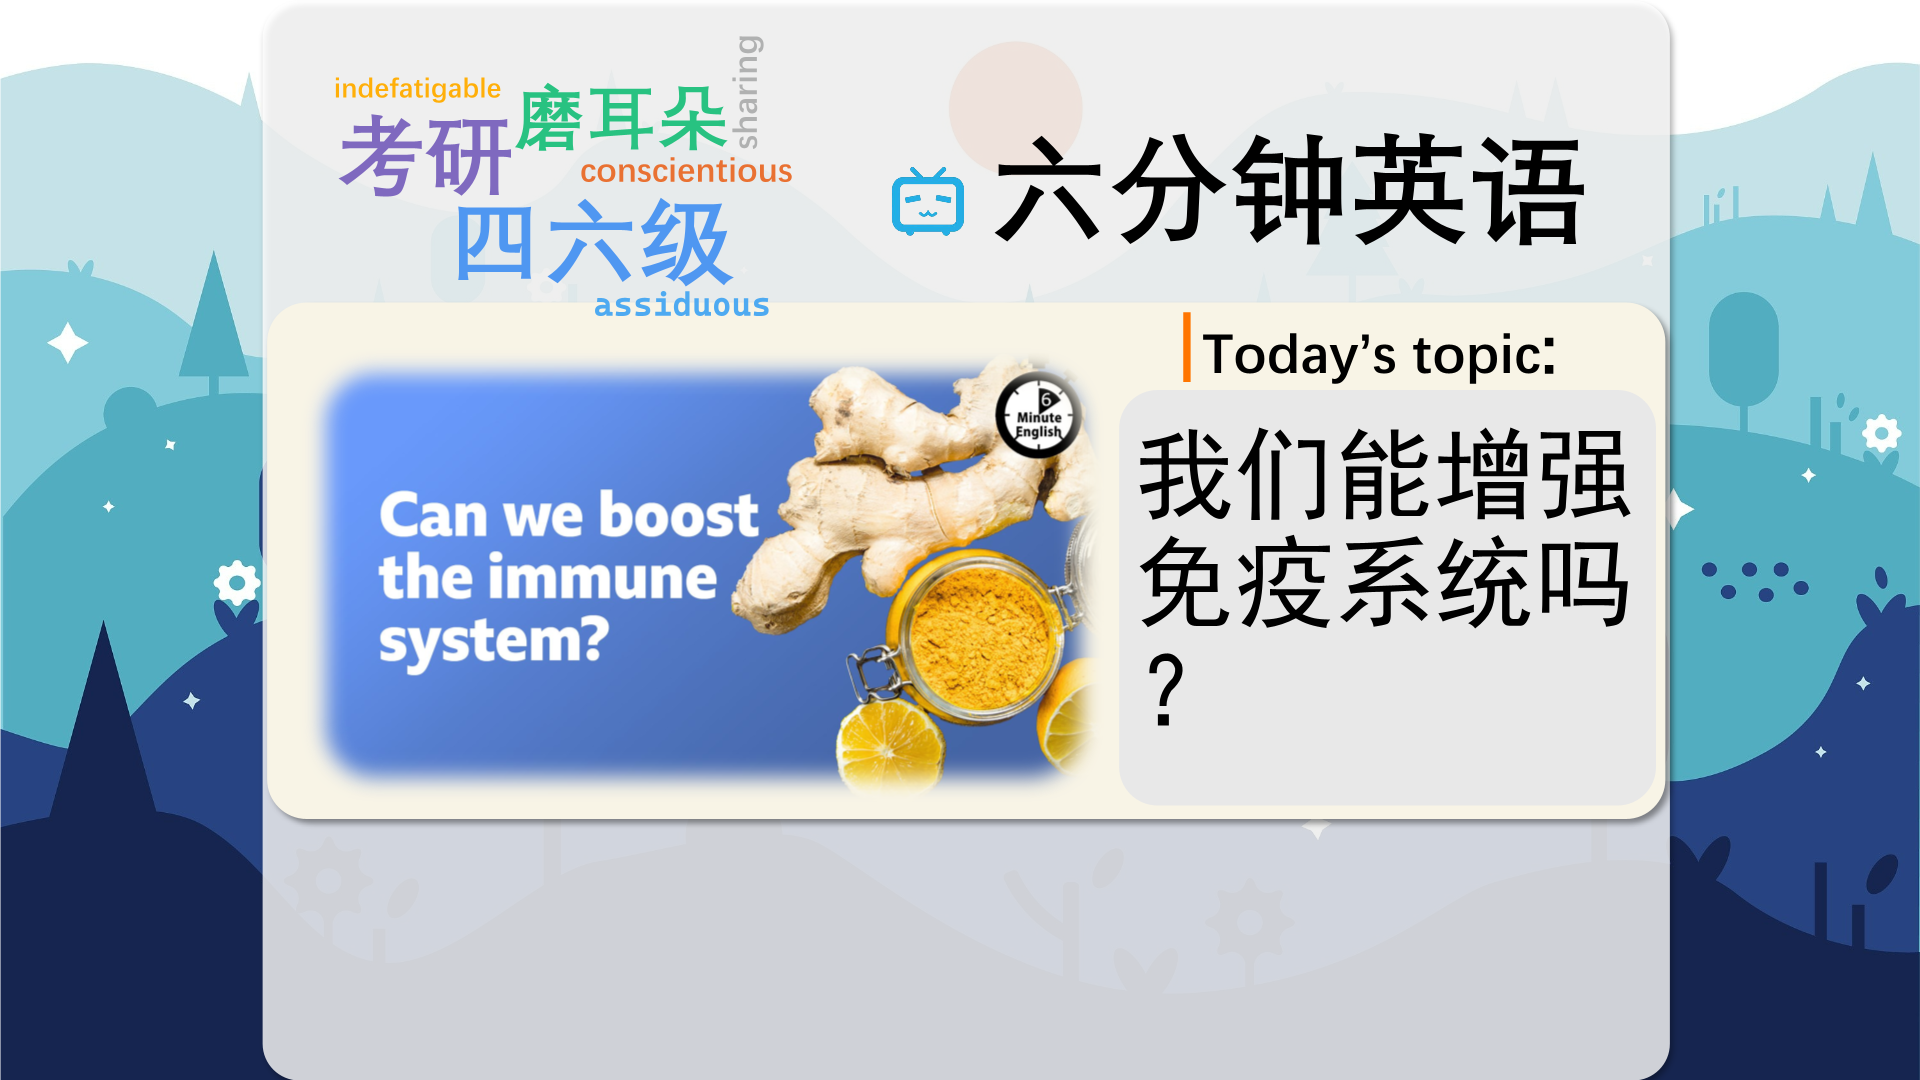 indefatigable
磨耳朵
sharing
考研
conscientious
四六级
assiduous
六分钟英语
Today’s topic:
6
Minute
English
Can we boost
the immune
system?
我们能增强
免疫系统吗
?